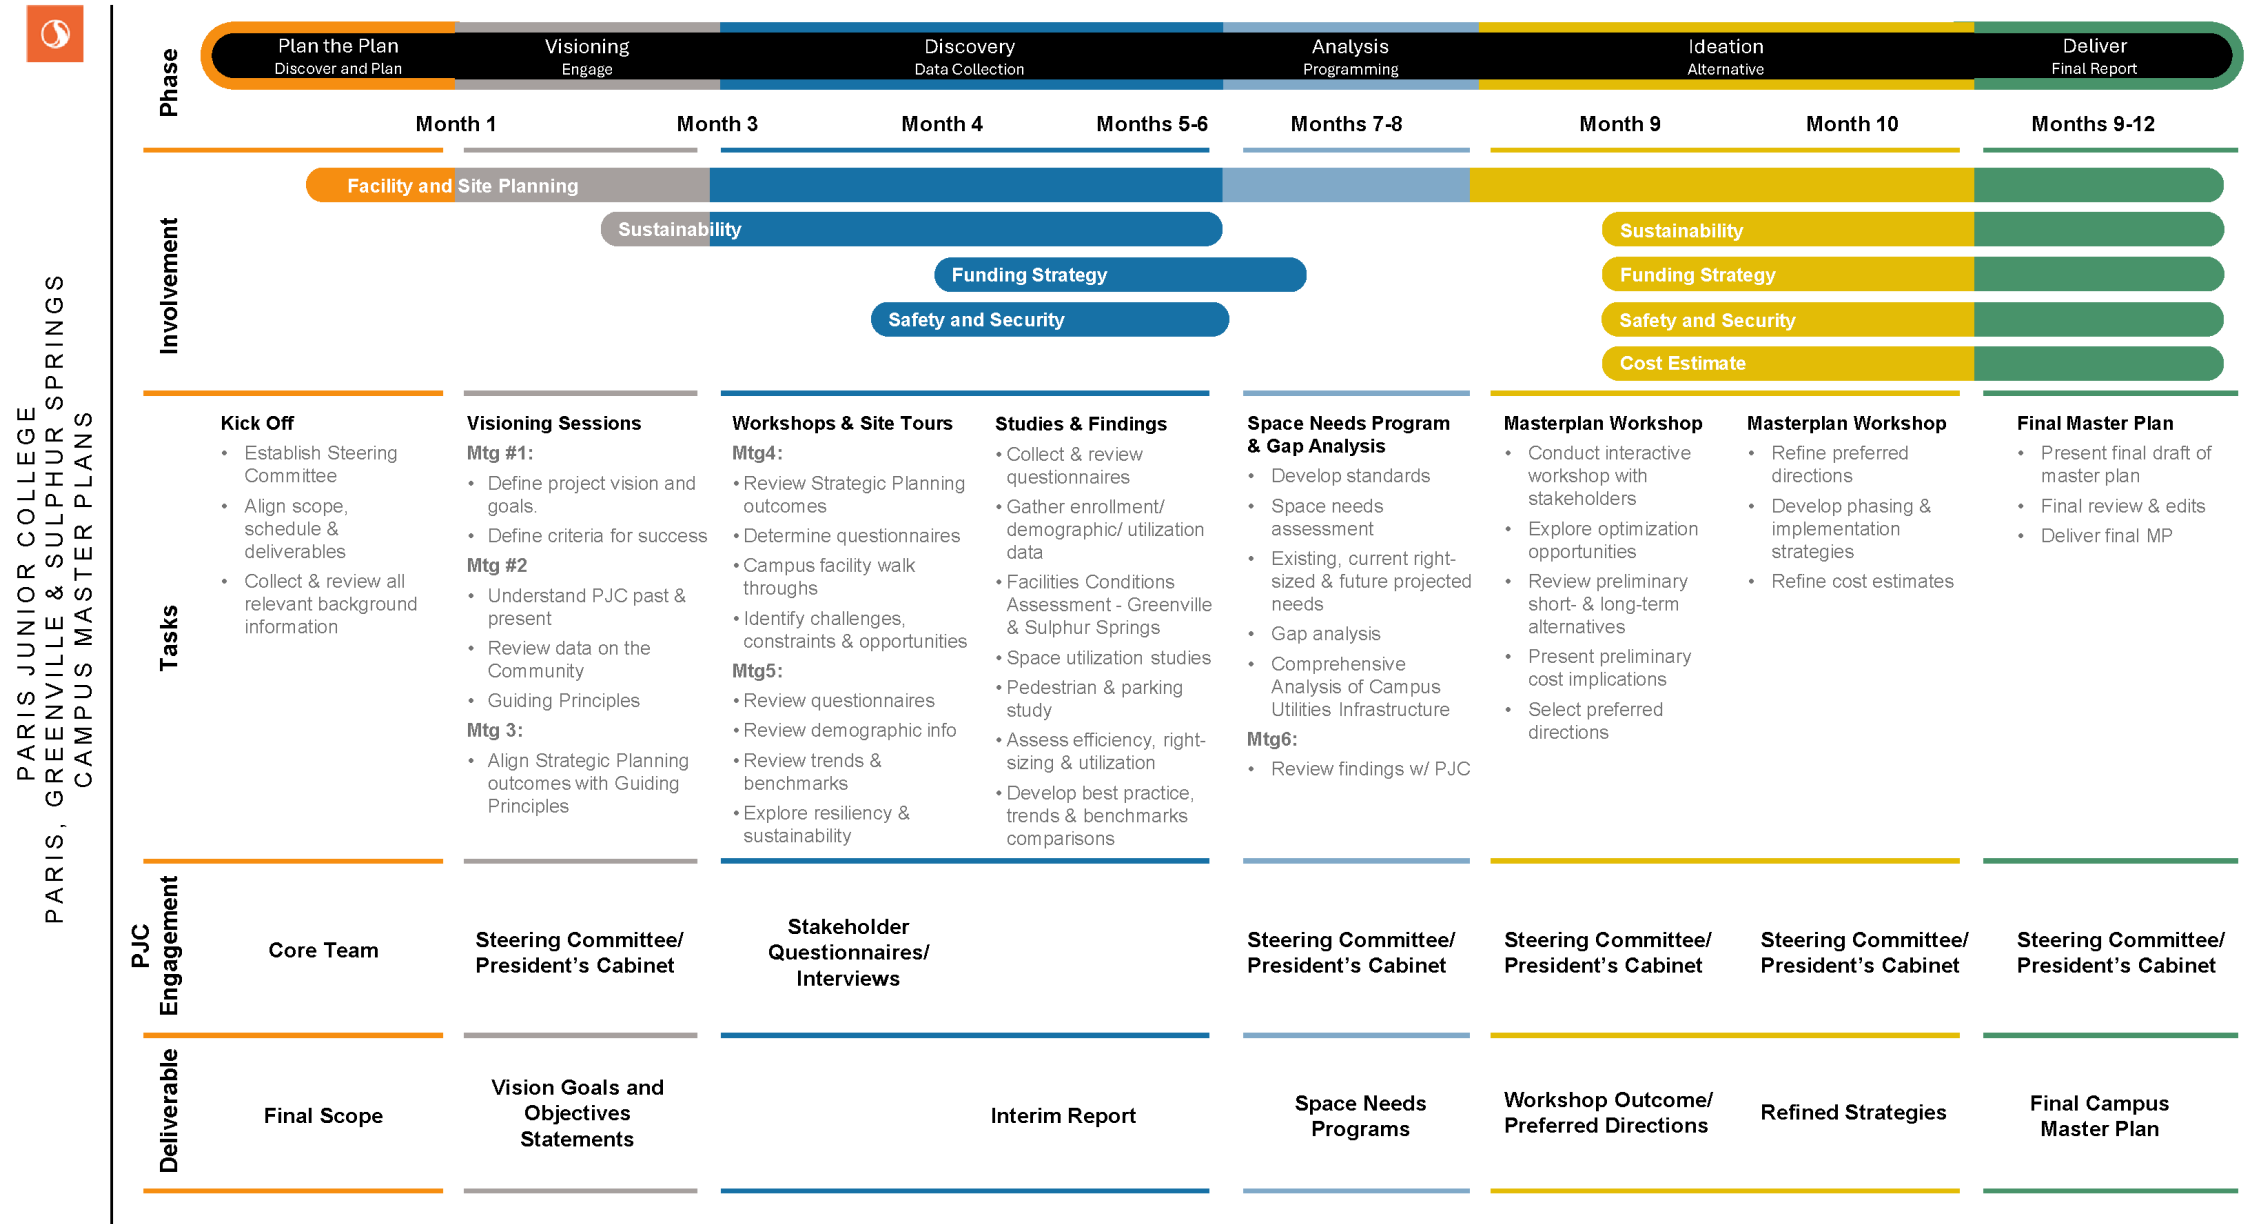 PARIS JUNIOR COLLEGE
PARIS, GREENVILLE & SULPHUR SPRINGS
CAMPUS MASTER PLANS
Phase
Plan the Plan
Discover and Plan
Visioning
Engage
Discovery
Data Collection
Analysis
Programming
Ideation
Alternative
Deliver
Final Report
Month 1
Month 3
Month 4
Months 5-6
Months 7-8
Month 9
Month 10
Months 9-12
Involvement
Facility and Site Planning
Sustainability
Sustainability
Funding Strategy
Funding Strategy
Safety and Security
Safety and Security
Cost Estimate
Tasks
Kick Off
• Establish Steering
Committee
• Align scope,
schedule &
deliverables
• Collect & review all
relevant background
information
Visioning Sessions
Mtg #1:
• Define project vision and
goals.
• Define criteria for success
Mtg #2
• Understand PJC past &
present
• Review data on the
Community
• Guiding Principles
Mtg 3:
• Align Strategic Planning
outcomes with Guiding
Principles
Workshops & Site Tours
Mtg4:
• Review Strategic Planning
outcomes
• Determine questionnaires
• Campus facility walk
throughs
• Identify challenges,
constraints & opportunities
Mtg5:
• Review questionnaires
• Review demographic info
• Review trends &
benchmarks
• Explore resiliency &
sustainability
Studies & Findings
• Collect & review
questionnaires
• Gather enrollment/
demographic/ utilization
data
• Facilities Conditions
Assessment - Greenville
& Sulphur Springs
• Space utilization studies
• Pedestrian & parking
study
• Assess efficiency, right-
sizing & utilization
• Develop best practice,
trends & benchmarks
comparisons
Space Needs Program
& Gap Analysis
• Develop standards
• Space needs
assessment
• Existing, current right-
sized & future projected
needs
• Gap analysis
• Comprehensive
Analysis of Campus
Utilities Infrastructure
Mtg6:
• Review findings w/ PJC
Masterplan Workshop
• Conduct interactive
workshop with
stakeholders
• Explore optimization
opportunities
• Review preliminary
short- & long-term
alternatives
• Present preliminary
cost implications
• Select preferred
directions
Masterplan Workshop
• Refine preferred
directions
• Develop phasing &
implementation
strategies
• Refine cost estimates
Final Master Plan
• Present final draft of
master plan
• Final review & edits
• Deliver final MP
PJC
Engagement
Core Team
Steering Committee/
President’s Cabinet
Stakeholder
Questionnaires/
Interviews
Steering Committee/
President’s Cabinet
Steering Committee/
President’s Cabinet
Steering Committee/
President’s Cabinet
Steering Committee/
President’s Cabinet
Deliverable
Final Scope
Vision Goals and
Objectives
Statements
Interim Report
Space Needs
Programs
Workshop Outcome/
Preferred Directions
Refined Strategies
Final Campus
Master Plan